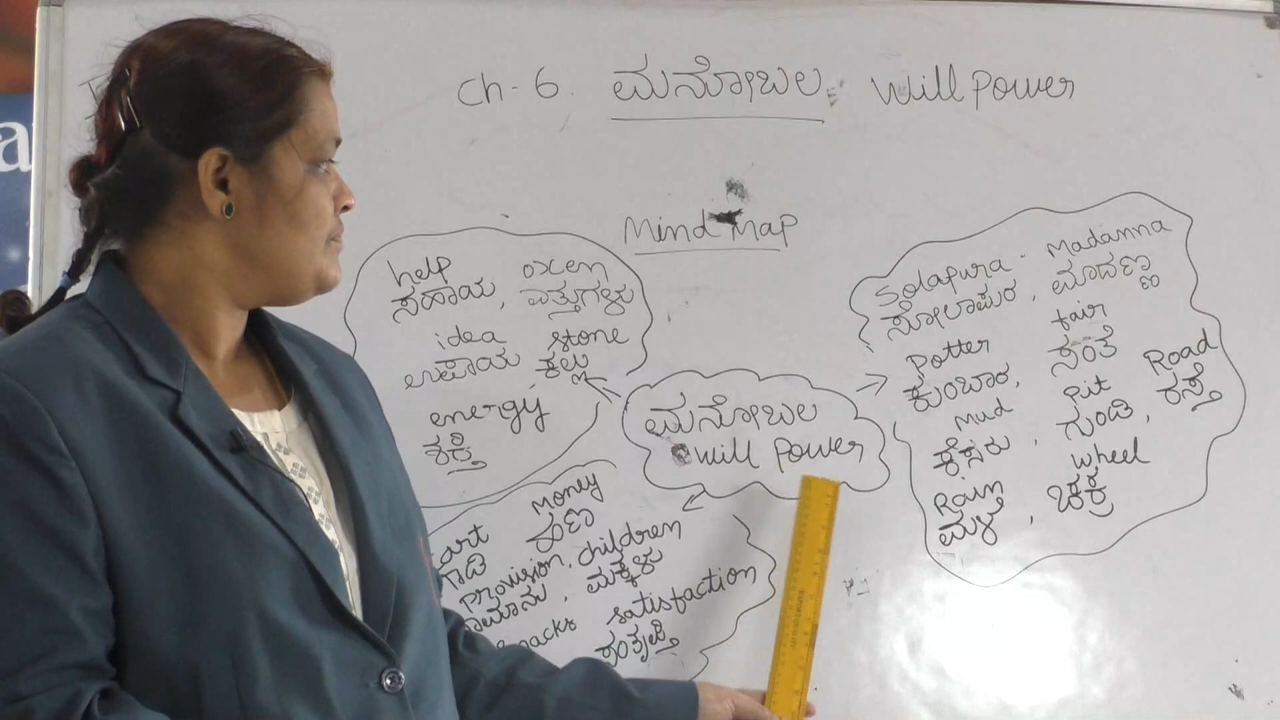 Ch - 6. ಮನೋಬಲ. Will Power
Mind Map
help oxen
ಸಹಾಯ, ಎತ್ತುಗಳು
idea stone
ಉಪಾಯ ಕಲ್ಲು
energy
ಶಕ್ತಿ
ಮನೋಬಲ
Will Power
Solapura - Madanna
ಸೋಲಾಪುರ, ಮಾದಣ್ಣ
Potter fair
ಕುಂಬಾರ, ಸಂತೆ
Mud pit Road
ಕೆಸರು, ಗುಂಡಿ, ರಸ್ತೆ
Rain wheel
ಮಳೆ, ಚಕ್ರ
money
ಹಣ
provision, children
ಮಕ್ಕಳು
satisfaction
ಸಂತೃಪ್ತಿ